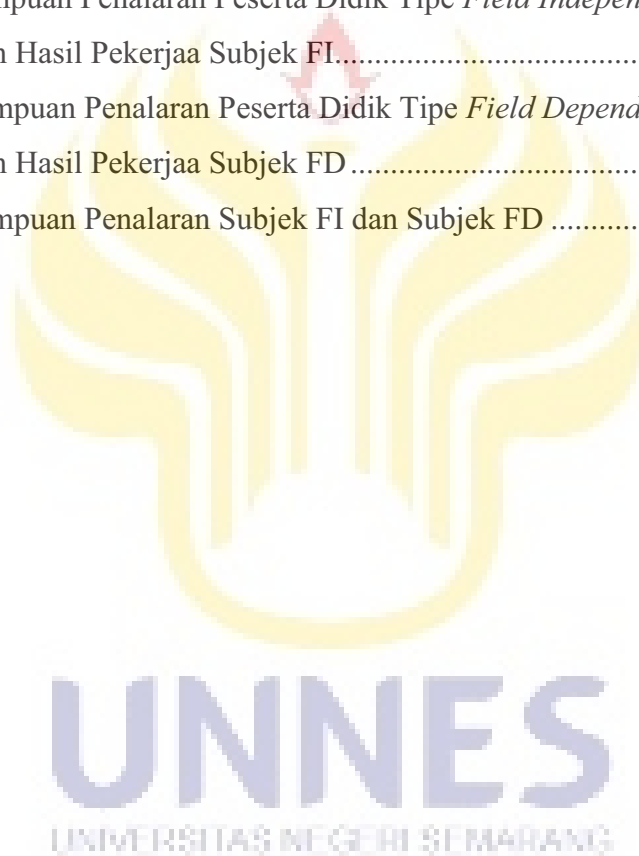 mpuan Penalaran Peserta Didik Tipe Field Indepen
n Hasil Pekerjaa Subjek FI..............................
mpuan Penalaran Peserta Didik Tipe Field Depend
n Hasil Pekerjaa Subjek FD ..............................
mpuan Penalaran Subjek FI dan Subjek FD ...........
UNNES
UNIVERSITAS NEGERI SEMARANG